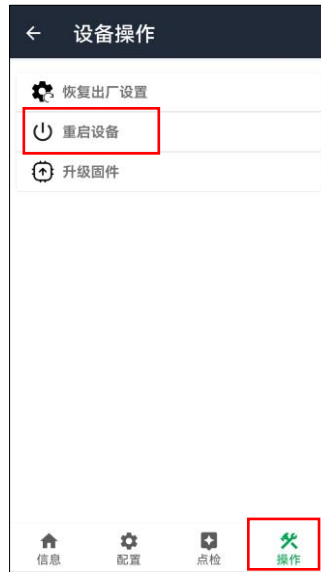 设备操作
恢复出厂设置
重启设备
升级固件
信息 配置 点检 操作